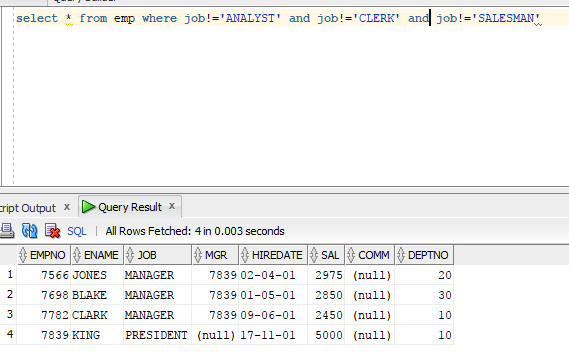 select * from emp where job!='ANALYST' and job!='CLERK' and job!='SALESMAN'
cript Output x Query Result x
SQL | All Rows Fetched: 4 in 0.003 seconds
EMPNO ENAME JOB MGR HIREDATE SAL COMM DEPTNO
1 7566 JONES MANAGER 7839 02-04-01 2975 (null) 20
2 7698 BLAKE MANAGER 7839 01-05-01 2850 (null) 30
3 7782 CLARK MANAGER 7839 09-06-01 2450 (null) 10
4 7839 KING PRESIDENT (null) 17-11-01 5000 (null) 10